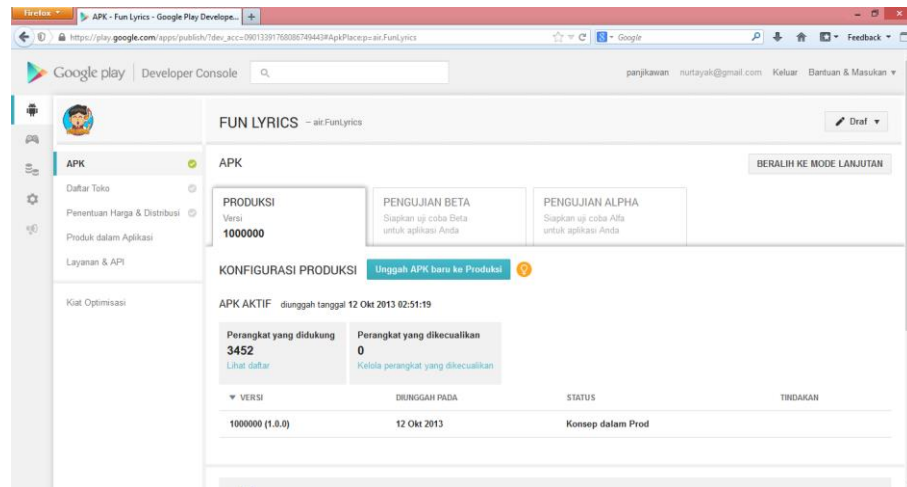 Firefox
APK - Fun Lyrics - Google Play Develope...
https://play.google.com/apps/publish/?dev_acc=09013391768086749443#ApkPlace:p=air.FunLyrics
Google
Feedback
Google play Developer Console
panjikawan nurtayak@gmail.com Keluar Bantuan & Masukan
FUN LYRICS - air.FunLyrics
Draf
APK
Daftar Toko
Penentuan Harga & Distribusi
Produk dalam Aplikasi
Layanan & API
Kiat Optimisasi
APK
BERALIH KE MODE LANJUTAN
PRODUKSI
Versi
1000000
PENGUJIAN BETA
Siapkan uji coba Beta
untuk aplikasi Anda
PENGUJIAN ALPHA
Siapkan uji coba Alfa
untuk aplikasi Anda
KONFIGURASI PRODUKSI
Unggah APK baru ke Produksi
APK AKTIF diunggah tanggal 12 Okt 2013 02:51:19
Perangkat yang didukung
3452
Lihat daftar
Perangkat yang dikecualikan
0
Kelola perangkat yang dikecualikan
VERSI DIUNGGAH PADA STATUS TINDAKAN
1000000 (1.0.0) 12 Okt 2013 Konsep dalam Prod